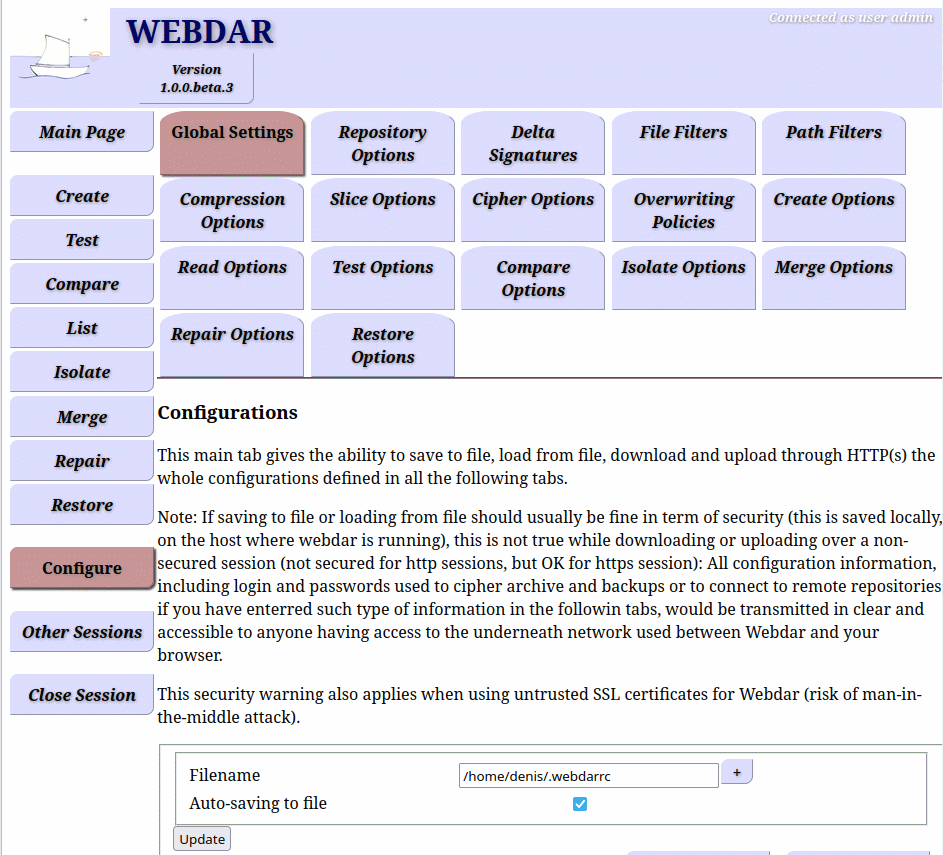 WEBDAR
Connected as user admin
Version
1.0.0.beta.3
Main Page
Global Settings
Repository
Options
Delta
Signatures
File Filters
Path Filters
Compression
Options
Slice Options
Cipher Options
Overwriting
Policies
Create Options
Read Options
Test Options
Compare
Options
Isolate Options
Merge Options
Repair Options
Restore
Options
Create
Test
Compare
List
Isolate
Merge
Repair
Restore
Configure
Other Sessions
Close Session
Configurations
This main tab gives the ability to save to file, load from file, download and upload through HTTP(s) the
whole configurations defined in all the following tabs.
Note: If saving to file or loading from file should usually be fine in term of security (this is saved locally,
on the host where webdar is running), this is not true while downloading or uploading over a non-
secured session (not secured for http sessions, but OK for https session): All configuration information,
including login and passwords used to cipher archive and backups or to connect to remote repositories
if you have enterred such type of information in the followin tabs, would be transmitted in clear and
accessible to anyone having access to the underneath network used between Webdar and your
browser.
This security warning also applies when using untrusted SSL certificates for Webdar (risk of man-in-
the-middle attack).
Filename
/home/denis/.webdarrc
+
Auto-saving to file
Update